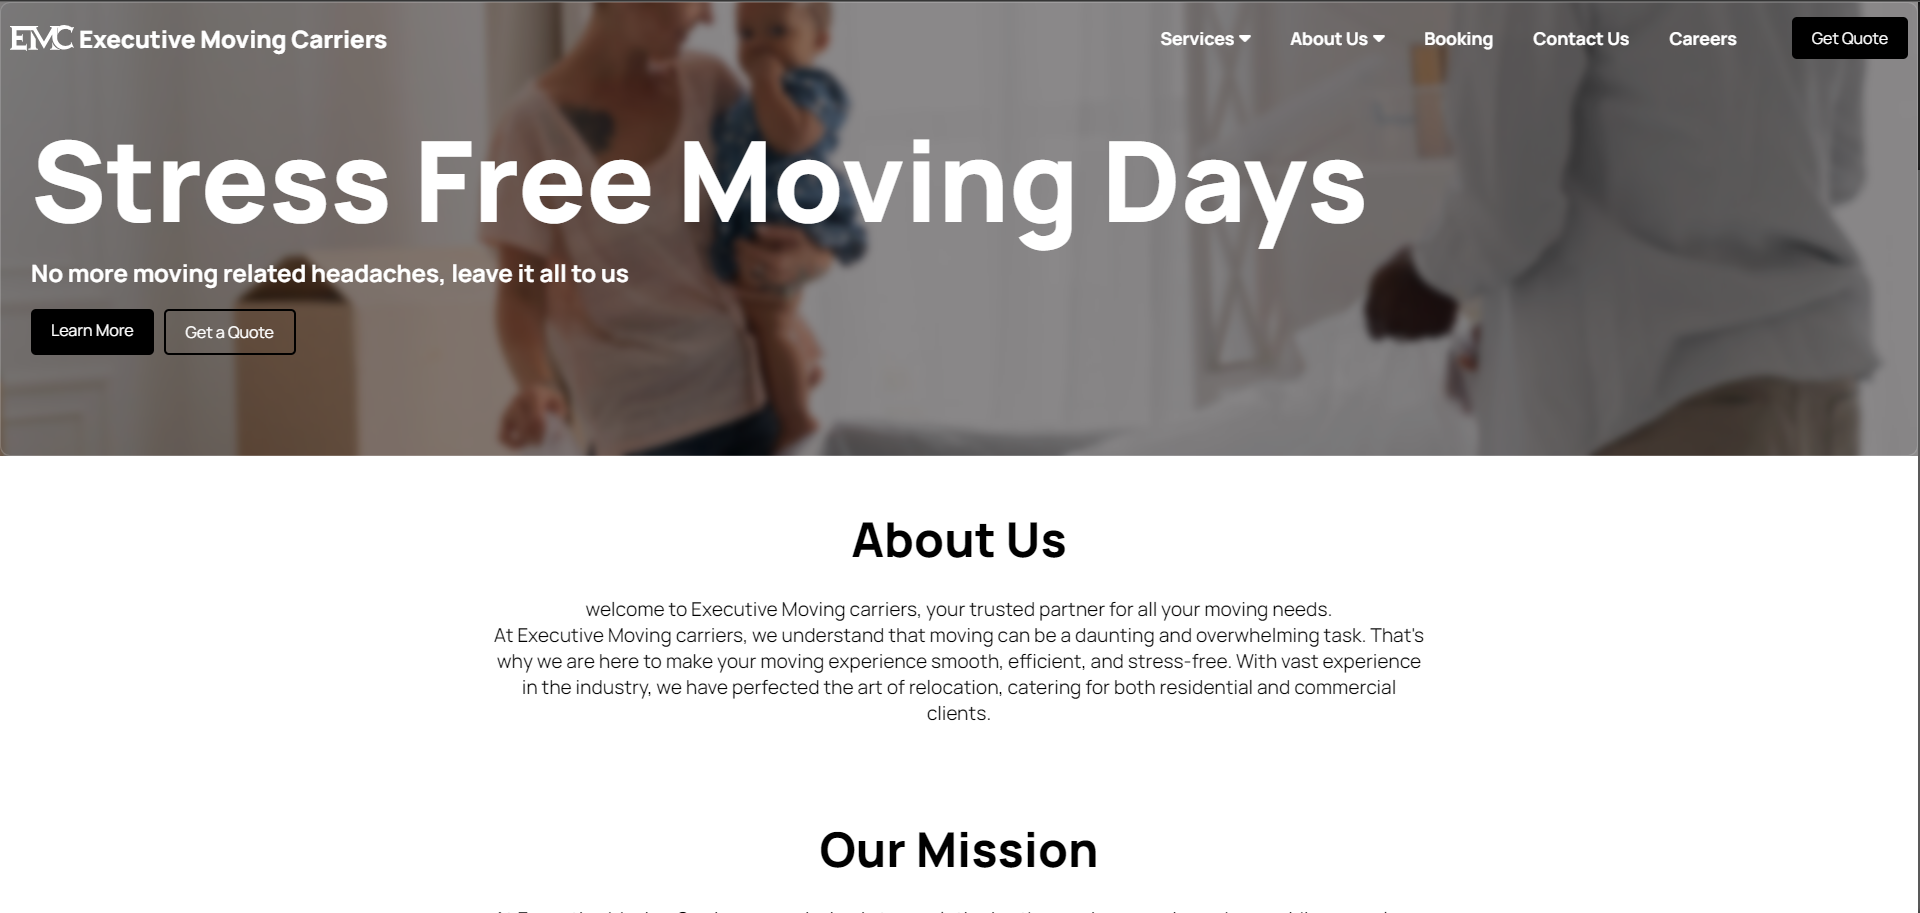 EMC Executive Moving Carriers
Services
About Us
Booking
Contact Us
Careers
Get Quote
Stress Free Moving Days
No more moving related headaches, leave it all to us
Learn More
Get a Quote
About Us
welcome to Executive Moving carriers, your trusted partner for all your moving needs.
At Executive Moving carriers, we understand that moving can be a daunting and overwhelming task. That's
why we are here to make your moving experience smooth, efficient, and stress-free. With vast experience
in the industry, we have perfected the art of relocation, catering for both residential and commercial
clients.
Our Mission